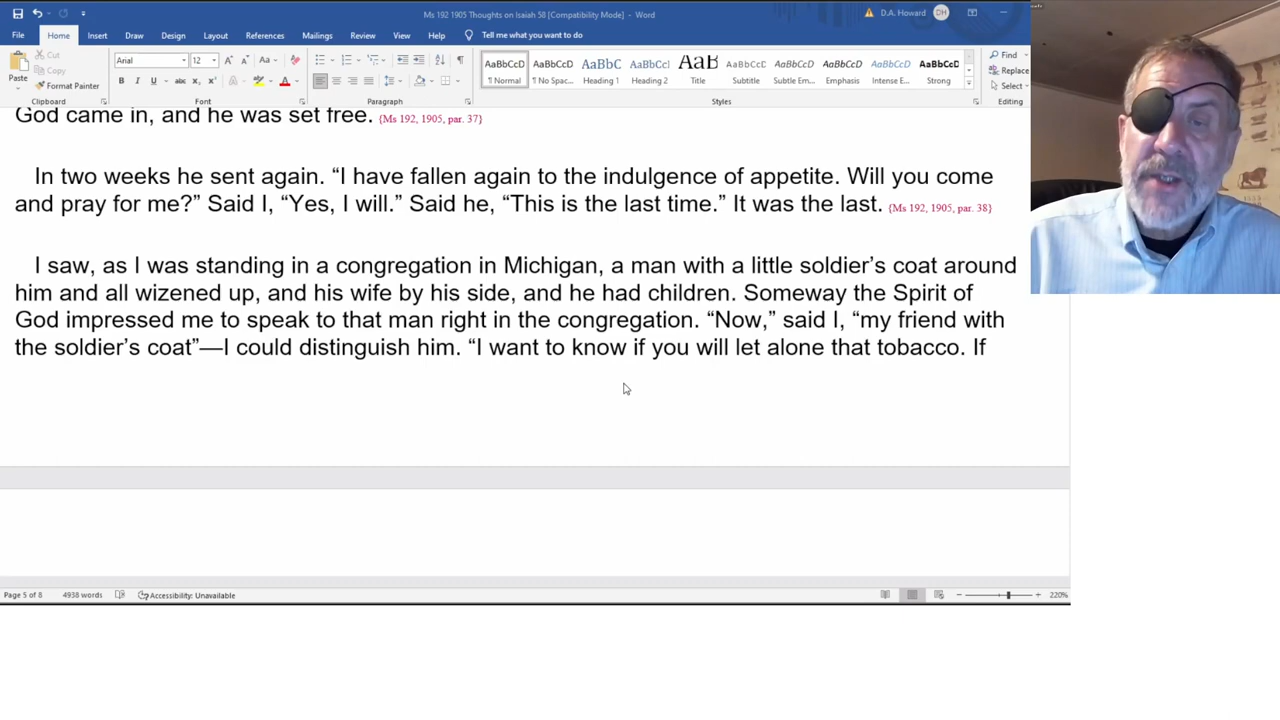 Ms 192 1905 Thoughts on Isaiah 58 [Compatibility Mode] - Word
D.A. Howard
DH
File Home Insert Draw Design Layout References Mailings Review View Help Tell me what you want to do
Paste
Cut
Copy
Format Painter
Clipboard
Arial 12
Font
Paragraph
AaBbCcD AaBbCcD AaBbC AaBbCcl AaB AaBbCcC AaBbCcD AaBbCcD AaBbCcD AaBbCcD
¶ Normal ¶ No Spac... Heading 1 Heading 2 Title Subtitle Subtle Em... Emphasis Intense E... Strong
Styles
Find
Replace
Select
Editing
God came in, and he was set free. {Ms 192, 1905, par. 37}
In two weeks he sent again. “I have fallen again to the indulgence of appetite. Will you come
and pray for me?” Said I, “Yes, I will.” Said he, “This is the last time.” It was the last. {Ms 192, 1905, par. 38}
I saw, as I was standing in a congregation in Michigan, a man with a little soldier’s coat around
him and all wizened up, and his wife by his side, and he had children. Someway the Spirit of
God impressed me to speak to that man right in the congregation. “Now,” said I, “my friend with
the soldier’s coat”—I could distinguish him. “I want to know if you will let alone that tobacco. If
Page 5 of 8 4938 words Accessibility: Unavailable 220%